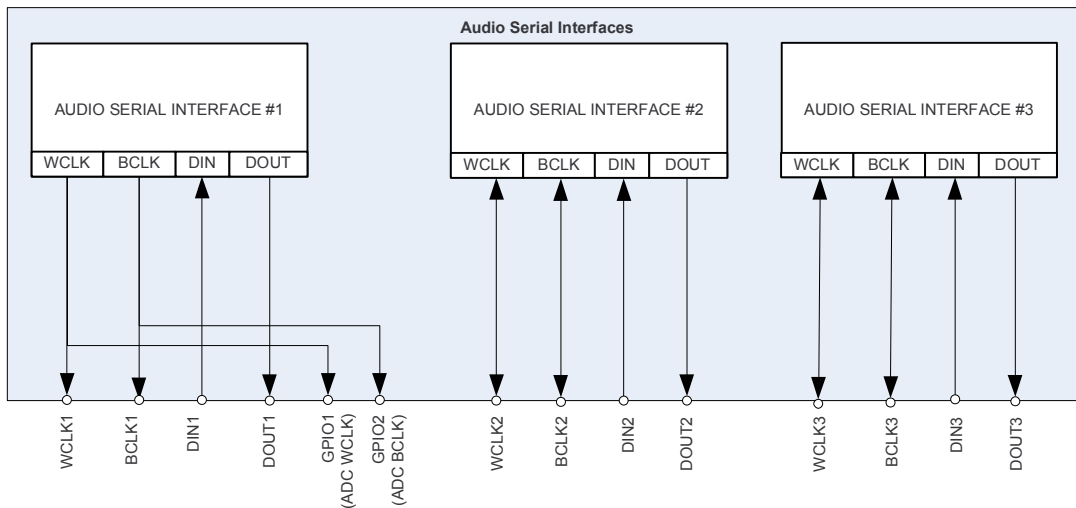 Audio Serial Interfaces
AUDIO SERIAL INTERFACE #1
WCLK BCLK DIN DOUT
AUDIO SERIAL INTERFACE #2
WCLK BCLK DIN DOUT
AUDIO SERIAL INTERFACE #3
WCLK BCLK DIN DOUT
WCLK1
BCLK1
DIN1
DOUT1
GPIO1
(ADC WCLK)
GPIO2
(ADC BCLK)
WCLK2
BCLK2
DIN2
DOUT2
WCLK3
BCLK3
DIN3
DOUT3